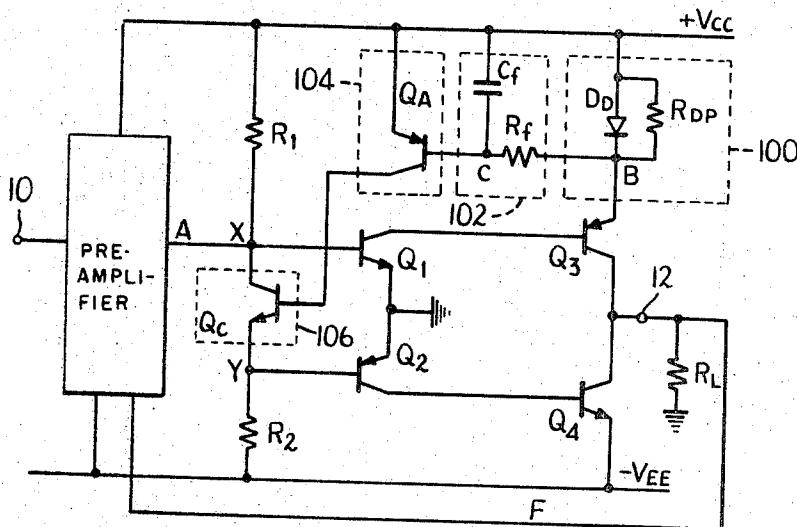 +Vcc
104
QA
Cf
DD
RDP
R1
Rf
100
10
C
B
102
A
X
PRE-
AMPLI-
FIER
Q1
Q3
12
QC
106
Q2
Y
RL
Q4
R2
-VEE
F